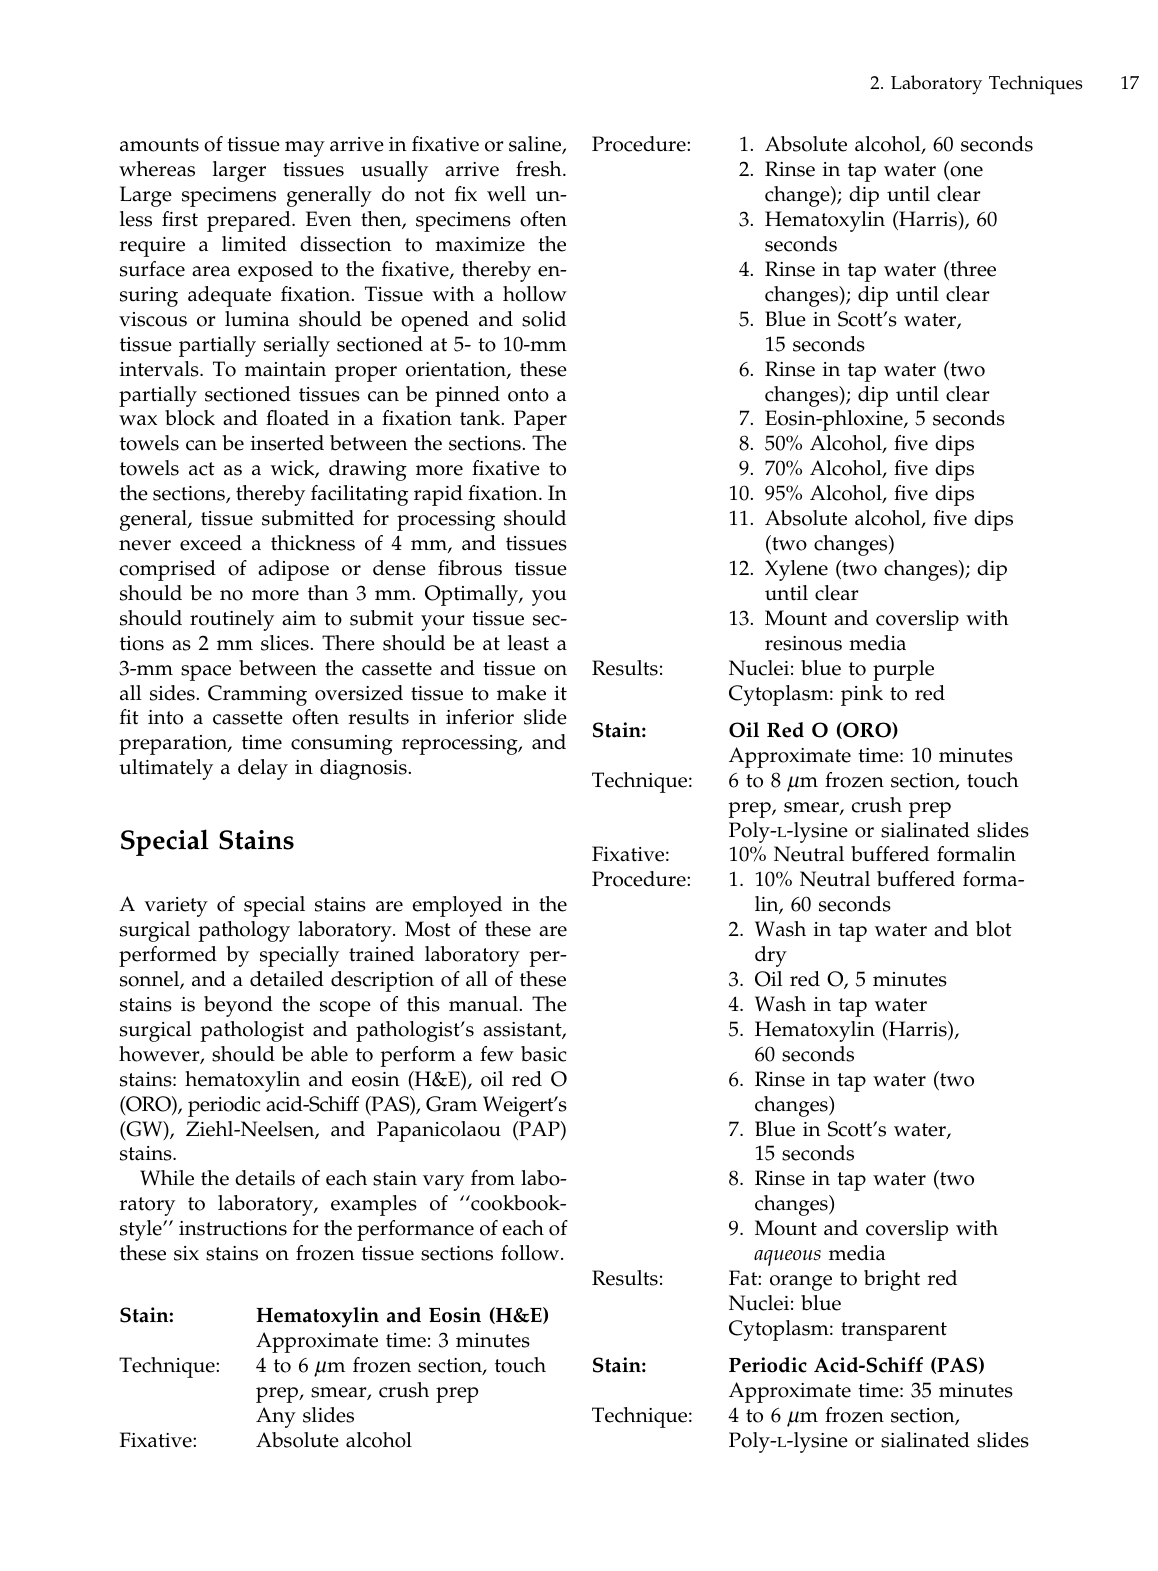 2. Laboratory Techniques 17
amounts of tissue may arrive in fixative or saline,
whereas larger tissues usually arrive fresh.
Large specimens generally do not fix well un-
less first prepared. Even then, specimens often
require a limited dissection to maximize the
surface area exposed to the fixative, thereby en-
suring adequate fixation. Tissue with a hollow
viscous or lumina should be opened and solid
tissue partially serially sectioned at 5- to 10-mm
intervals. To maintain proper orientation, these
partially sectioned tissues can be pinned onto a
wax block and floated in a fixation tank. Paper
towels can be inserted between the sections. The
towels act as a wick, drawing more fixative to
the sections, thereby facilitating rapid fixation. In
general, tissue submitted for processing should
never exceed a thickness of 4 mm, and tissues
comprised of adipose or dense fibrous tissue
should be no more than 3 mm. Optimally, you
should routinely aim to submit your tissue sec-
tions as 2 mm slices. There should be at least a
3-mm space between the cassette and tissue on
all sides. Cramming oversized tissue to make it
fit into a cassette often results in inferior slide
preparation, time consuming reprocessing, and
ultimately a delay in diagnosis.
Special Stains
A variety of special stains are employed in the
surgical pathology laboratory. Most of these are
performed by specially trained laboratory per-
sonnel, and a detailed description of all of these
stains is beyond the scope of this manual. The
surgical pathologist and pathologist's assistant,
however, should be able to perform a few basic
stains: hematoxylin and eosin (H&E), oil red O
(ORO), periodic acid-Schiff (PAS), Gram Weigert's
(GW), Ziehl-Neelsen, and Papanicolaou (PAP)
stains.
While the details of each stain vary from labo-
ratory to laboratory, examples of ‘‘cookbook-
style’’ instructions for the performance of each of
these six stains on frozen tissue sections follow.
Stain: Hematoxylin and Eosin (H&E)
Approximate time: 3 minutes
Technique: 4 to 6 μm frozen section, touch
prep, smear, crush prep
Any slides
Fixative: Absolute alcohol
Procedure: 1. Absolute alcohol, 60 seconds
2. Rinse in tap water (one
change); dip until clear
3. Hematoxylin (Harris), 60
seconds
4. Rinse in tap water (three
changes); dip until clear
5. Blue in Scott's water,
15 seconds
6. Rinse in tap water (two
changes); dip until clear
7. Eosin-phloxine, 5 seconds
8. 50% Alcohol, five dips
9. 70% Alcohol, five dips
10. 95% Alcohol, five dips
11. Absolute alcohol, five dips
(two changes)
12. Xylene (two changes); dip
until clear
13. Mount and coverslip with
resinous media
Results: Nuclei: blue to purple
Cytoplasm: pink to red
Stain: Oil Red O (ORO)
Approximate time: 10 minutes
Technique: 6 to 8 μm frozen section, touch
prep, smear, crush prep
Poly-L-lysine or sialinated slides
Fixative: 10% Neutral buffered formalin
Procedure: 1. 10% Neutral buffered forma-
lin, 60 seconds
2. Wash in tap water and blot
dry
3. Oil red O, 5 minutes
4. Wash in tap water
5. Hematoxylin (Harris),
60 seconds
6. Rinse in tap water (two
changes)
7. Blue in Scott's water,
15 seconds
8. Rinse in tap water (two
changes)
9. Mount and coverslip with
aqueous media
Results: Fat: orange to bright red
Nuclei: blue
Cytoplasm: transparent
Stain: Periodic Acid-Schiff (PAS)
Approximate time: 35 minutes
Technique: 4 to 6 μm frozen section,
Poly-L-lysine or sialinated slides